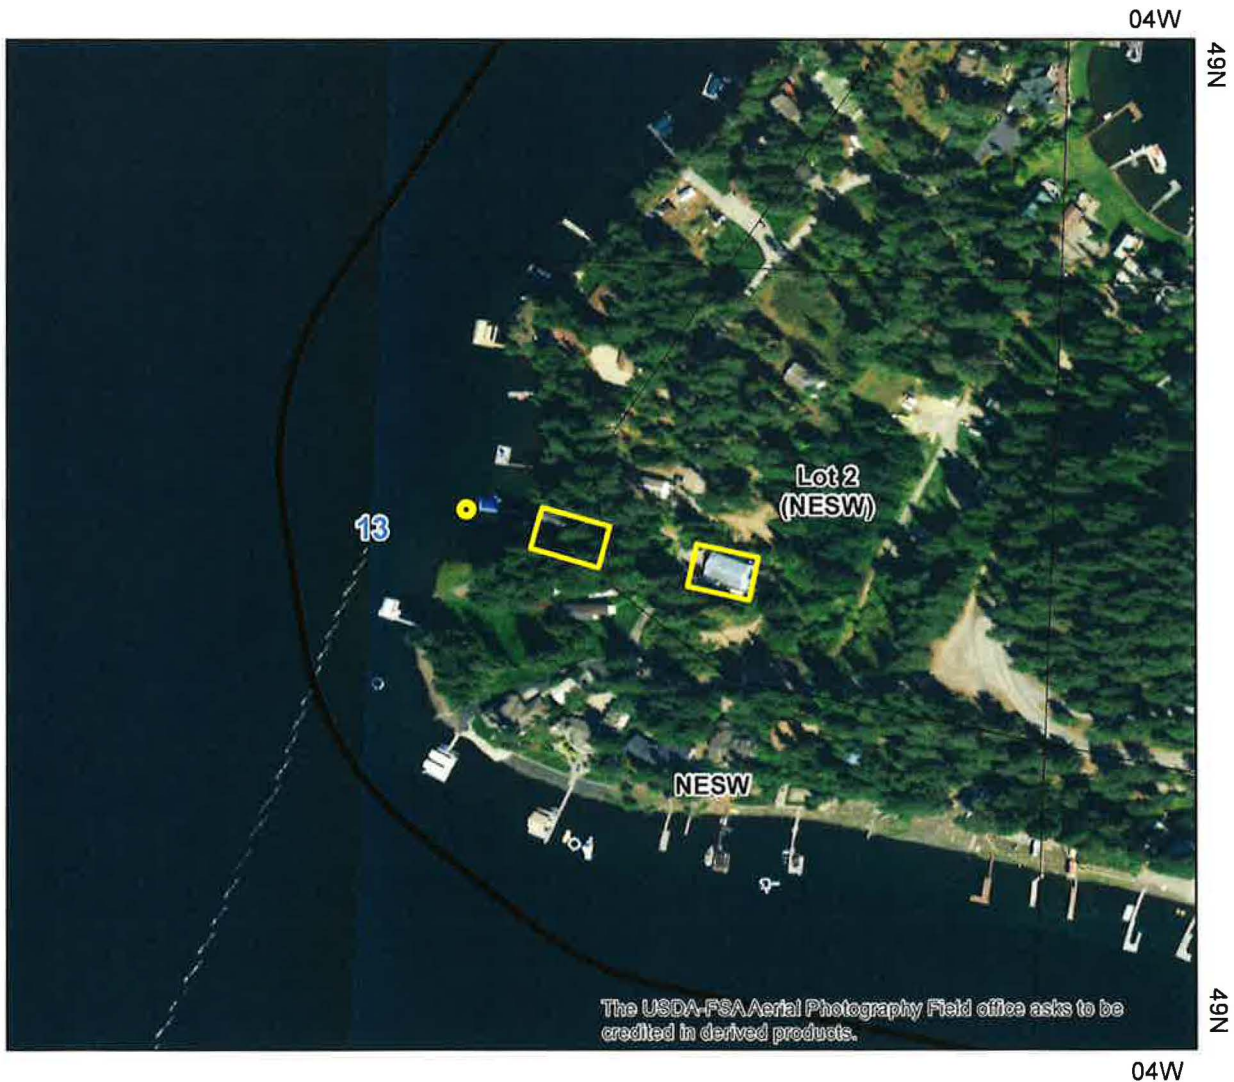 04W
49N
Lot 2
(NESW)
13
NESW
The USDA-FSA Aerial Photography Field office asks to be
credited in derived products.
49N
04W